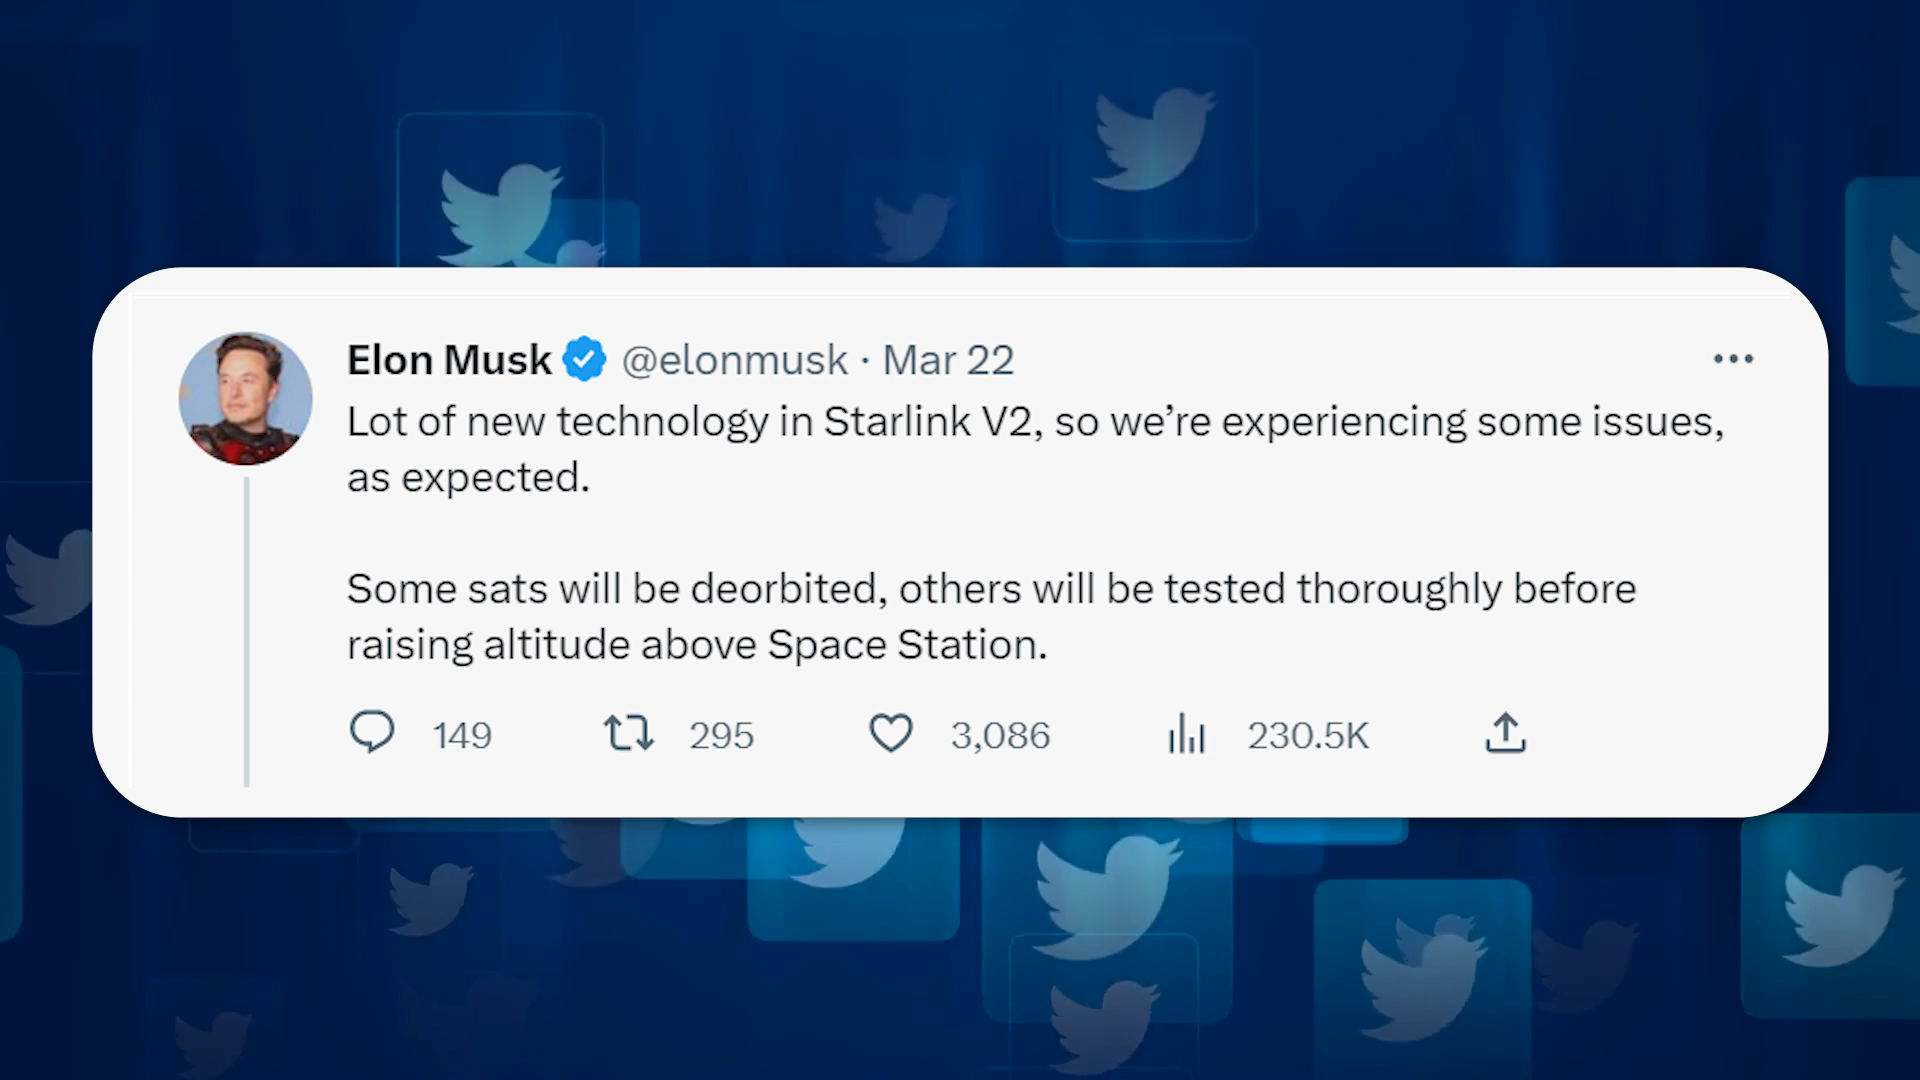 Elon Musk @elonmusk · Mar 22
Lot of new technology in Starlink V2, so we’re experiencing some issues,
as expected.
Some sats will be deorbited, others will be tested thoroughly before
raising altitude above Space Station.
149 295 3,086 230.5K